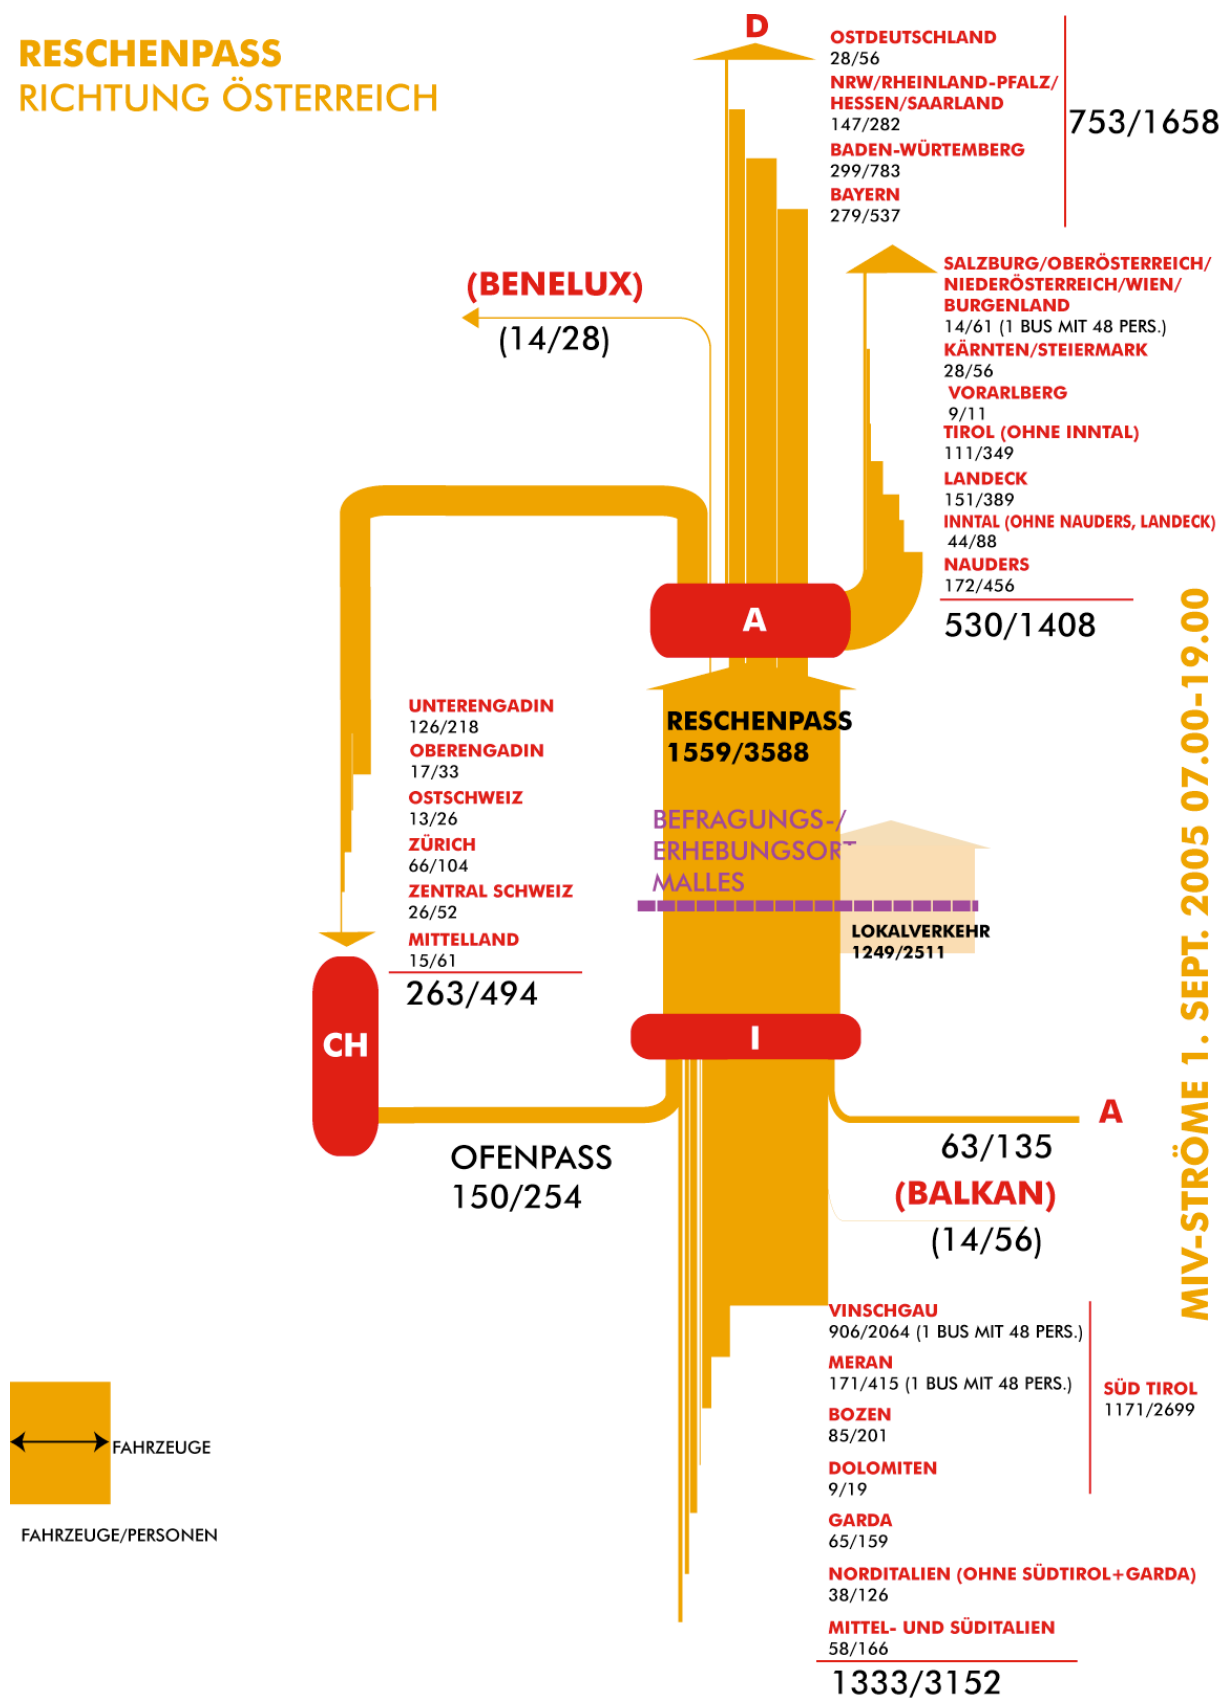 RESCHENPASS
RICHTUNG ÖSTERREICH
D
OSTDEUTSCHLAND
28/56
NRW/RHEINLAND-PFALZ/
HESSEN/SAARLAND
147/282
BADEN-WÜRTEMBERG
299/783
BAYERN
279/537
753/1658
(BENELUX)
(14/28)
SALZBURG/OBERÖSTERREICH/
NIEDERÖSTERREICH/WIEN/
BURGENLAND
14/61 (1 BUS MIT 48 PERS.)
KÄRNTEN/STEIERMARK
28/56
VORARLBERG
9/11
TIROL (OHNE INNTAL)
111/349
LANDECK
151/389
INNTAL (OHNE NAUDERS, LANDECK)
44/88
NAUDERS
172/456
530/1408
A
RESCHENPASS
1559/3588
UNTERENGADIN
126/218
OBERENGADIN
17/33
OSTSCHWEIZ
13/26
ZÜRICH
66/104
ZENTRAL SCHWEIZ
26/52
MITTELLAND
15/61
263/494
BEFRAGUNGS-/
ERHEBUNGSORT
MALLES
LOKALVERKEHR
1249/2511
CH
I
OFENPASS
150/254
A
63/135
(BALKAN)
(14/56)
VINSCHGAU
906/2064 (1 BUS MIT 48 PERS.)
MERAN
171/415 (1 BUS MIT 48 PERS.)
BOZEN
85/201
DOLOMITEN
9/19
SÜD TIROL
1171/2699
GARDA
65/159
NORDITALIEN (OHNE SÜDTIROL+GARDA)
38/126
MITTEL- UND SÜDITALIEN
58/166
1333/3152
FAHRZEUGE
FAHRZEUGE/PERSONEN
MIV-STRÖME 1. SEPT. 2005 07.00-19.00